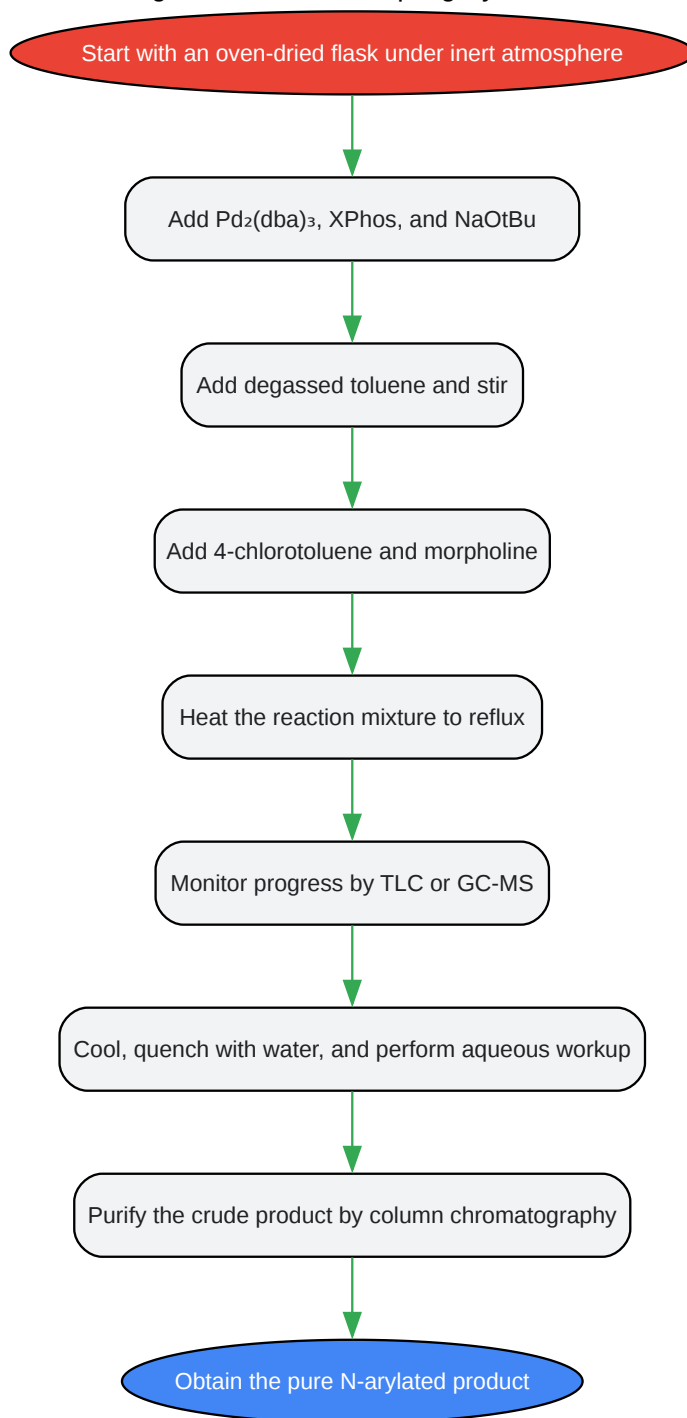 Start with an oven-dried flask under inert atmosphere
Add Pd₂(dba)₃, XPhos, and NaOtBu
Add degassed toluene and stir
Add 4-chlorotoluene and morpholine
Heat the reaction mixture to reflux
Monitor progress by TLC or GC-MS
Cool, quench with water, and perform aqueous workup
Purify the crude product by column chromatography
Obtain the pure N-arylated product